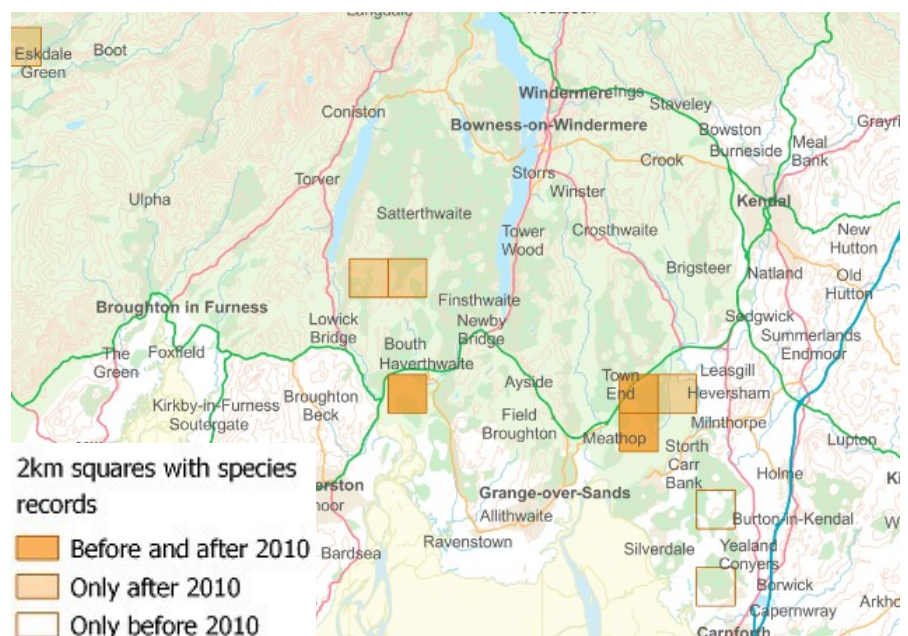 Eskdale
Green
Boot
Coniston
Windermere
ings
Staveley
Bowness-on-Windermere
Bowston
Burneside
Meal
Bank
Crook
Torver
Storrs
Winster
Kendal
Ulpha
Satterthwaite
Tower
Wood
Crosthwaite
New
Hutton
Brigsteer
Natland
Old
Hutton
Broughton in Furness
Finsthwaite
Newby
Bridge
Lowick
Bridge
Sedgwick
Summerlands
Endmoor
The
Green
Foxfield
Bouth
Haverthwaite
Ayside
Town
End
Leasgill
Heversham
Kirkby-in-Furness
Soutergate
Broughton
Beck
Field
Broughton
Meathop
Milnthorpe
Lupton
Storth
Carr
Bank
Holme
Grange-over-Sands
Allithwaite
Burton-in-Kendal
Ravenstown
Bardsea
Silverdale
Yealand
Conyers
Borwick
Capernwray
Carnforth
2km squares with species
records
Before and after 2010
Only after 2010
Only before 2010